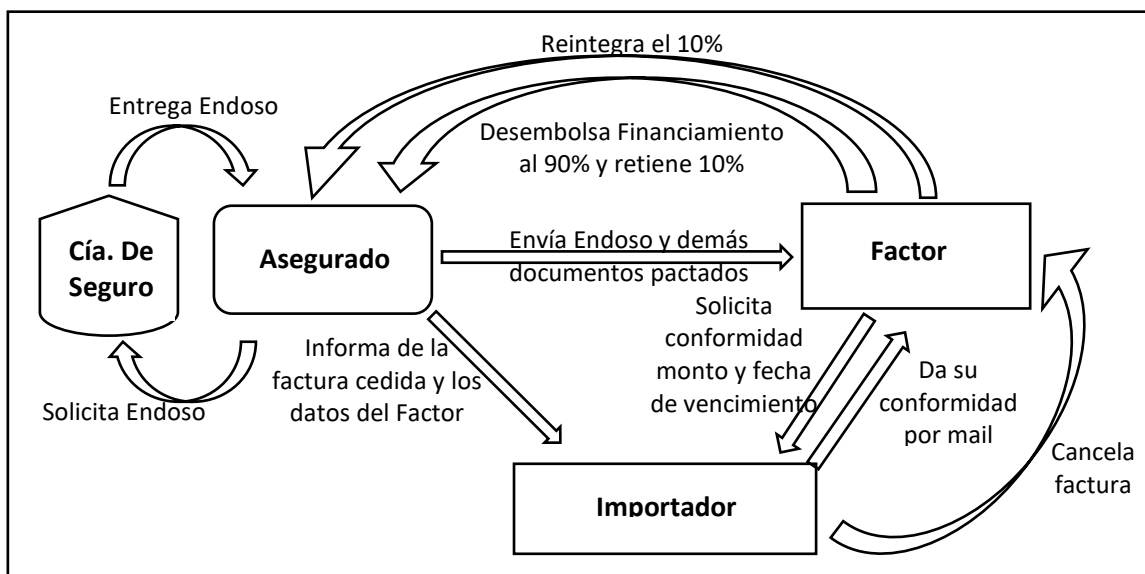 Reintegra el 10%
Entrega Endoso
Desembolsa Financiamiento
al 90% y retiene 10%
Cía. De
Seguro
Asegurado
Envía Endoso y demás
documentos pactados
Factor
Solicita Endoso
Informa de la
factura cedida y los
datos del Factor
Solicita
conformidad
monto y fecha
de vencimiento
Da su
conformidad
por mail
Cancela
factura
Importador